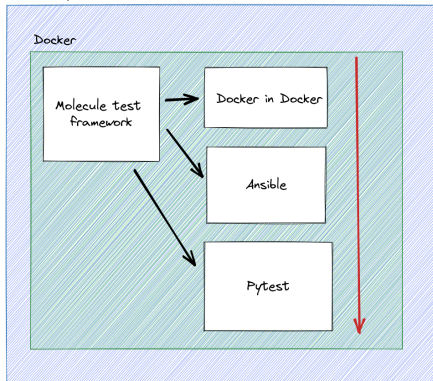 Docker
Molecule test
framework
Docker in Docker
Ansible
Pytest